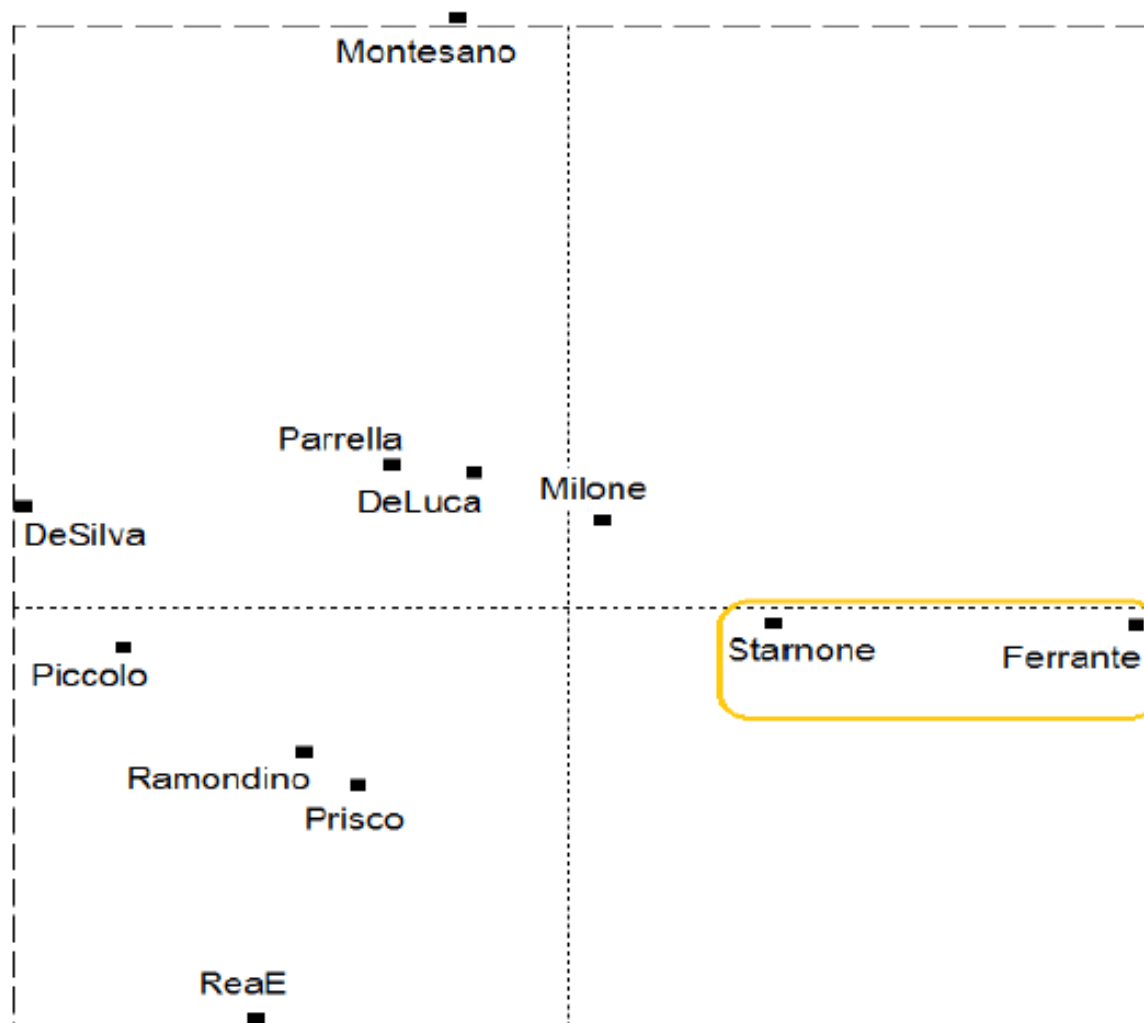 Montesano
Parrella
DeLuca
Milone
DeSilva
Starnone
Ferrante
Piccolo
Ramondino
Prisco
ReaE